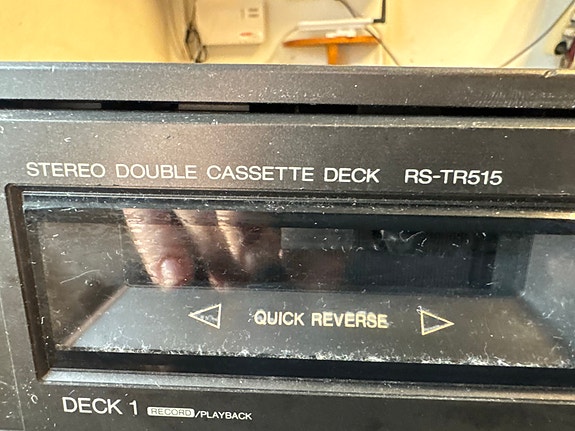 STEREO DOUBLE CASSETTE DECK RS-TR515
QUICK REVERSE
DECK 1 RECORD/PLAYBACK